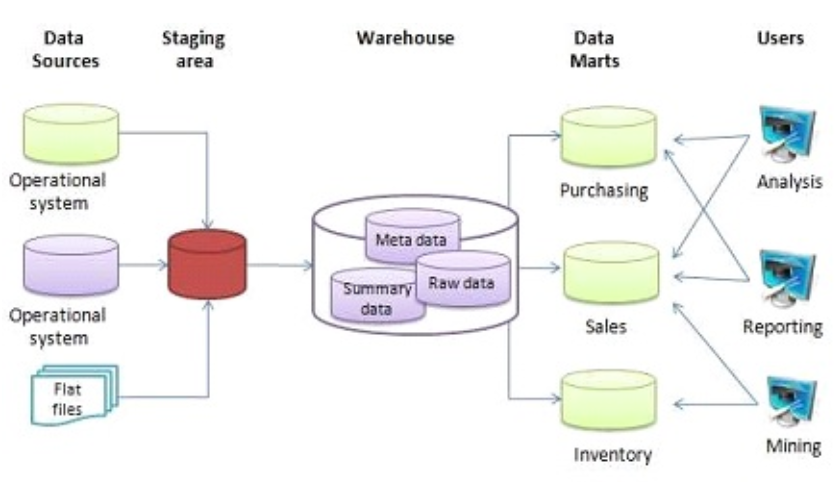 Data
Sources
Staging
area
Warehouse
Data
Marts
Users
Operational
system
Operational
system
Flat
files
Meta data
Summary
data
Raw data
Purchasing
Sales
Inventory
Analysis
Reporting
Mining